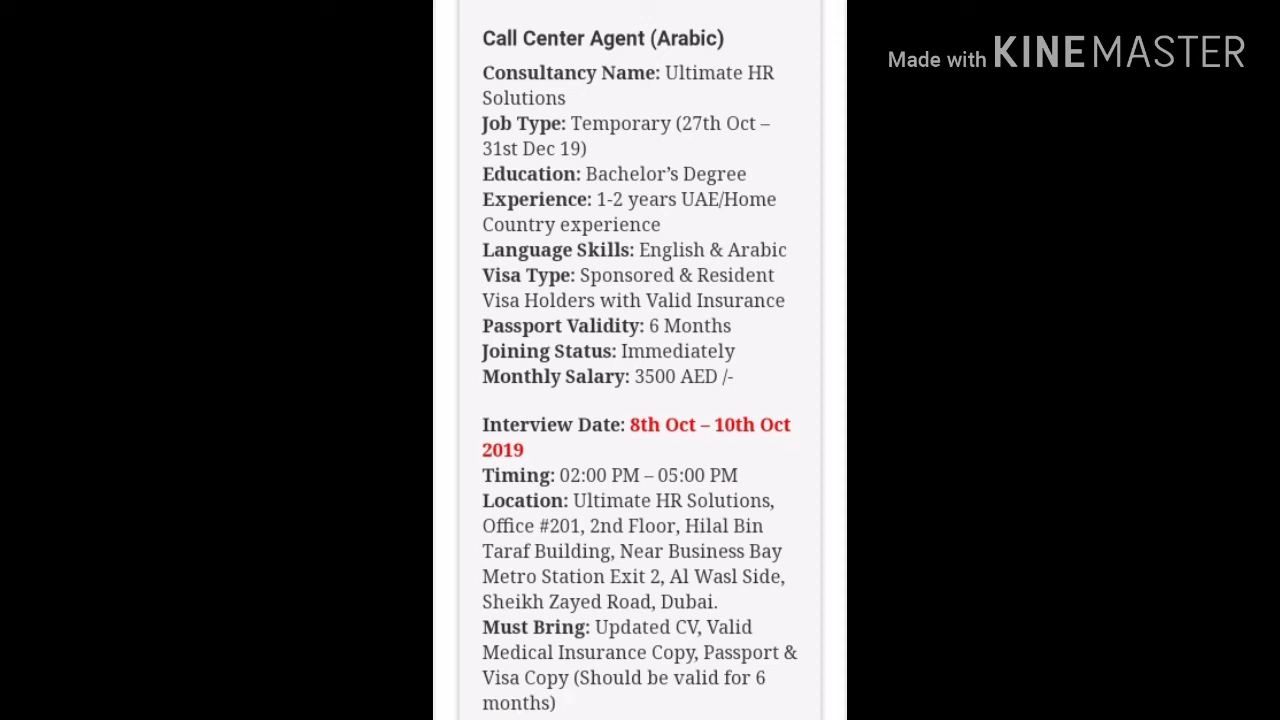 Call Center Agent (Arabic)
Consultancy Name: Ultimate HR
Solutions
Job Type: Temporary (27th Oct –
31st Dec 19)
Education: Bachelor’s Degree
Experience: 1-2 years UAE/Home
Country experience
Language Skills: English & Arabic
Visa Type: Sponsored & Resident
Visa Holders with Valid Insurance
Passport Validity: 6 Months
Joining Status: Immediately
Monthly Salary: 3500 AED /-
Interview Date: 8th Oct – 10th Oct
2019
Timing: 02:00 PM – 05:00 PM
Location: Ultimate HR Solutions,
Office #201, 2nd Floor, Hilal Bin
Taraf Building, Near Business Bay
Metro Station Exit 2, Al Wasl Side,
Sheikh Zayed Road, Dubai.
Must Bring: Updated CV, Valid
Medical Insurance Copy, Passport &
Visa Copy (Should be valid for 6
months)
Made with KINEMASTER